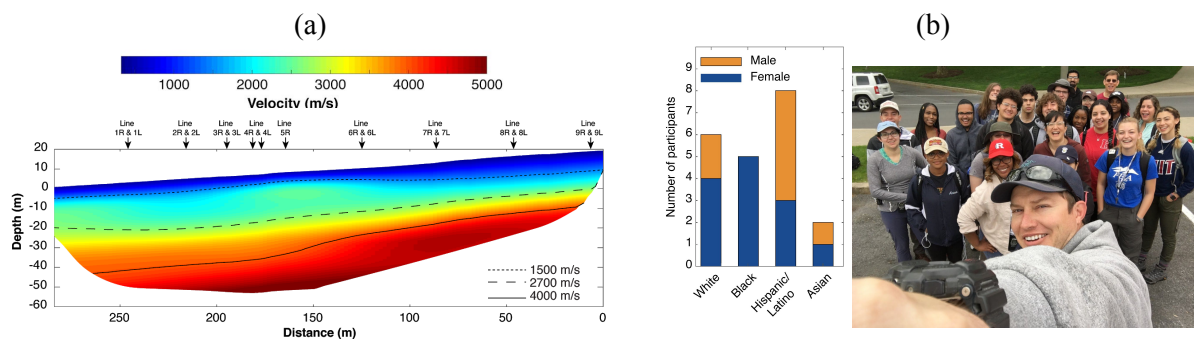 (a)
1000 2000 3000 4000 5000
Velocity (m/s)
Line 1R & 1L
Line 2R & 2L
Line 3R & 3L
Line 4R & 4L
Line 5R
Line 6R & 6L
Line 7R & 7L
Line 8R & 8L
Line 9R & 9L
20
10
0
-10
-20
-30
-40
-50
-60
Depth (m)
1500 m/s
2700 m/s
4000 m/s
250 200 150 100 50 0
Distance (m)
(b)
Male
Female
9
8
7
6
5
4
3
2
1
0
Number of participants
White
Black
Hispanic/
Latino
Asian
R